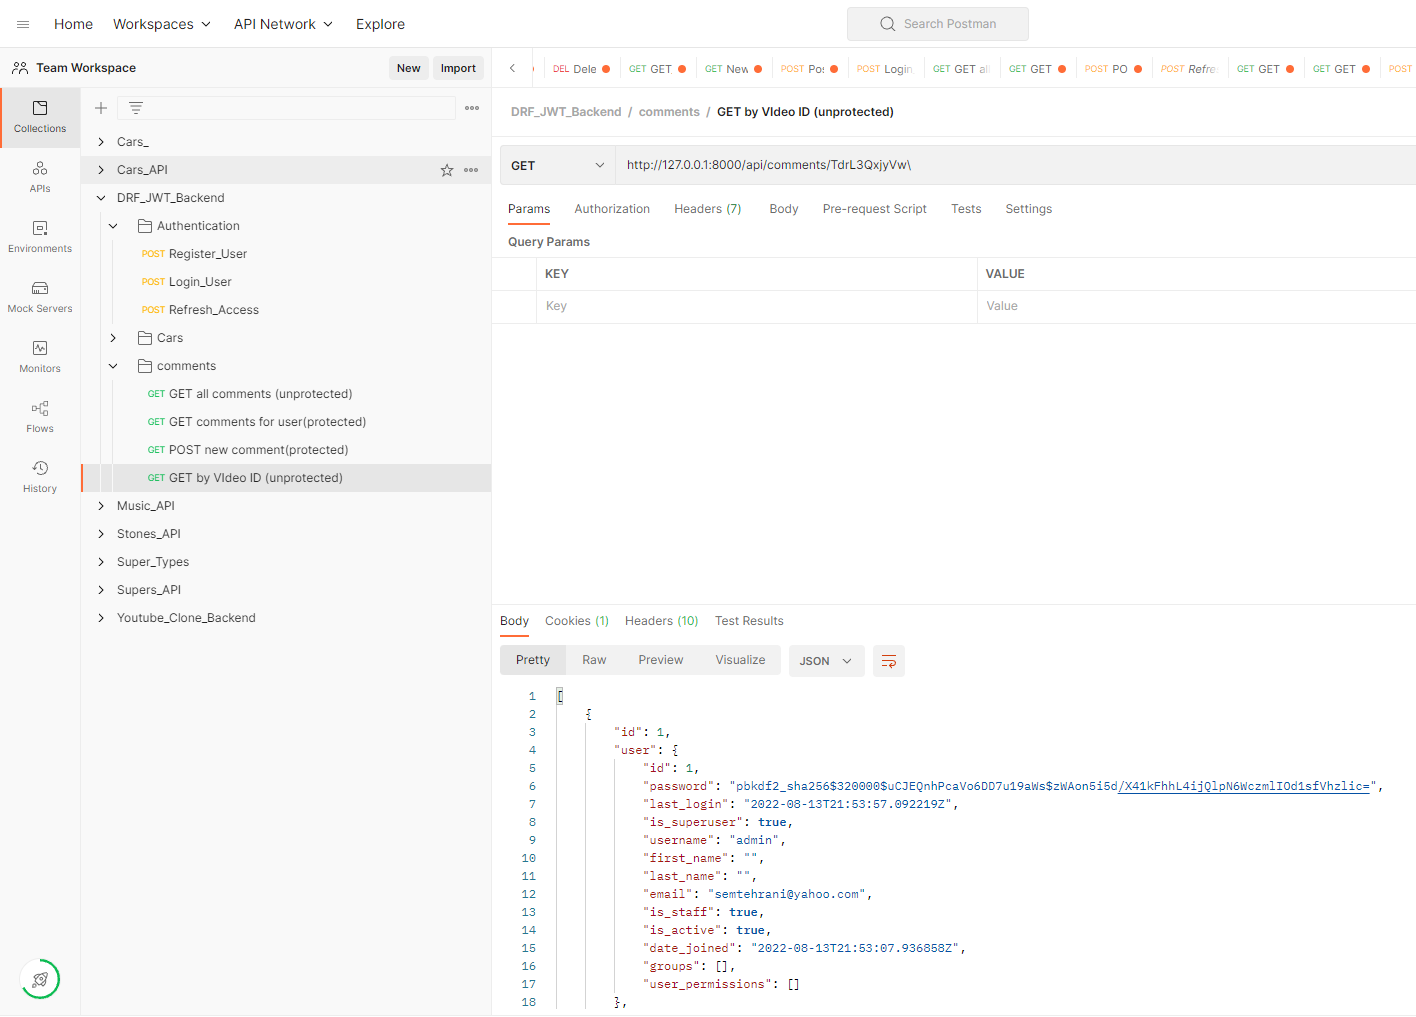 Home Workspaces API Network Explore Search Postman
Team Workspace New Import
DEL Dele GET GET GET New POST Pos POST Login GET GET al GET GET POST PO POST Refre GET GET GET GET POST
Collections
APIs
Environments
Mock Servers
Monitors
Flows
History
Cars_
Cars_API
DRF_JWT_Backend
Authentication
POST Register_User
POST Login_User
POST Refresh_Access
Cars
comments
GET GET all comments (unprotected)
GET GET comments for user(protected)
GET POST new comment(protected)
GET GET by VIdeo ID (unprotected)
Music_API
Stones_API
Super_Types
Supers_API
Youtube_Clone_Backend
DRF_JWT_Backend / comments / GET by VIdeo ID (unprotected)
GET http://127.0.0.1:8000/api/comments/TdrL3QxjyVw\
Params Authorization Headers (7) Body Pre-request Script Tests Settings
Query Params
KEY VALUE
Key Value
Body Cookies (1) Headers (10) Test Results
Pretty Raw Preview Visualize JSON
1 [
2 {
3 "id": 1,
4 "user": {
5 "id": 1,
6 "password": "pbkdf2_sha256$320000$uCJEQnhPcaVo6DD7u19aWs$zWAon5i5d/X41kFhhL4ijQlpN6WczmlIOd1sfVhzlic=",
7 "last_login": "2022-08-13T21:53:57.092219Z",
8 "is_superuser": true,
9 "username": "admin",
10 "first_name": "",
11 "last_name": "",
12 "email": "semtehrani@yahoo.com",
13 "is_staff": true,
14 "is_active": true,
15 "date_joined": "2022-08-13T21:53:07.936858Z",
16 "groups": [],
17 "user_permissions": []
18 },